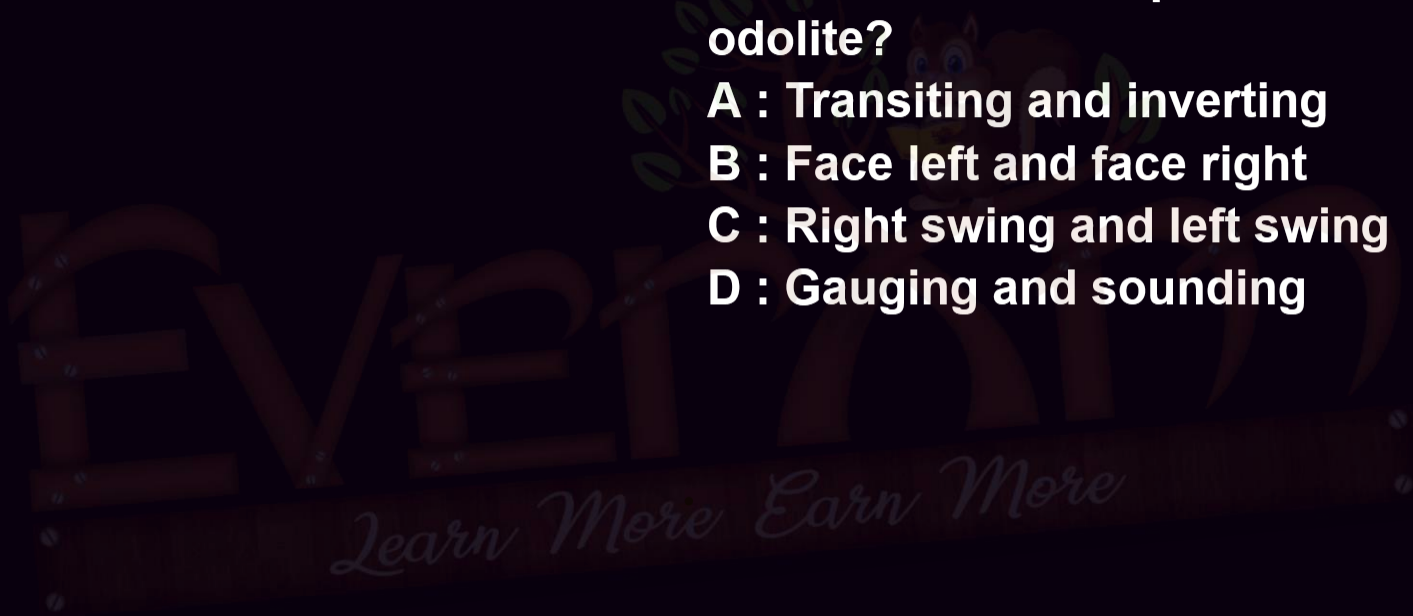 odolite?
A : Transiting and inverting
B : Face left and face right
C : Right swing and left swing
D : Gauging and sounding
Everom
Learn More Earn More